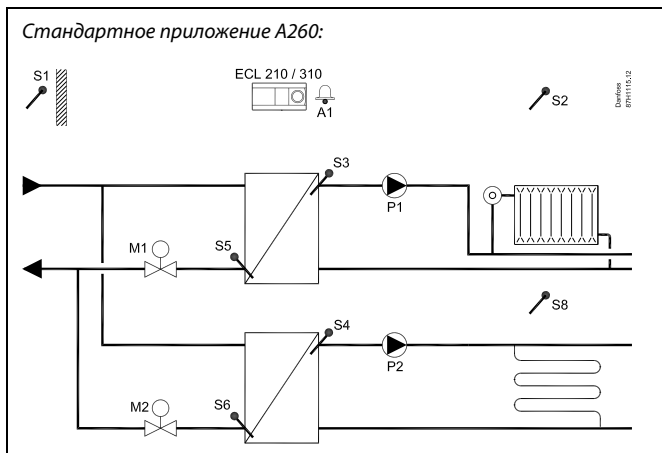 Стандартное приложение A260:
S1
ECL 210 / 310
A1
S2
Danfoss
87H1115.12
S3
P1
M1
S5
S8
S4
P2
M2
S6